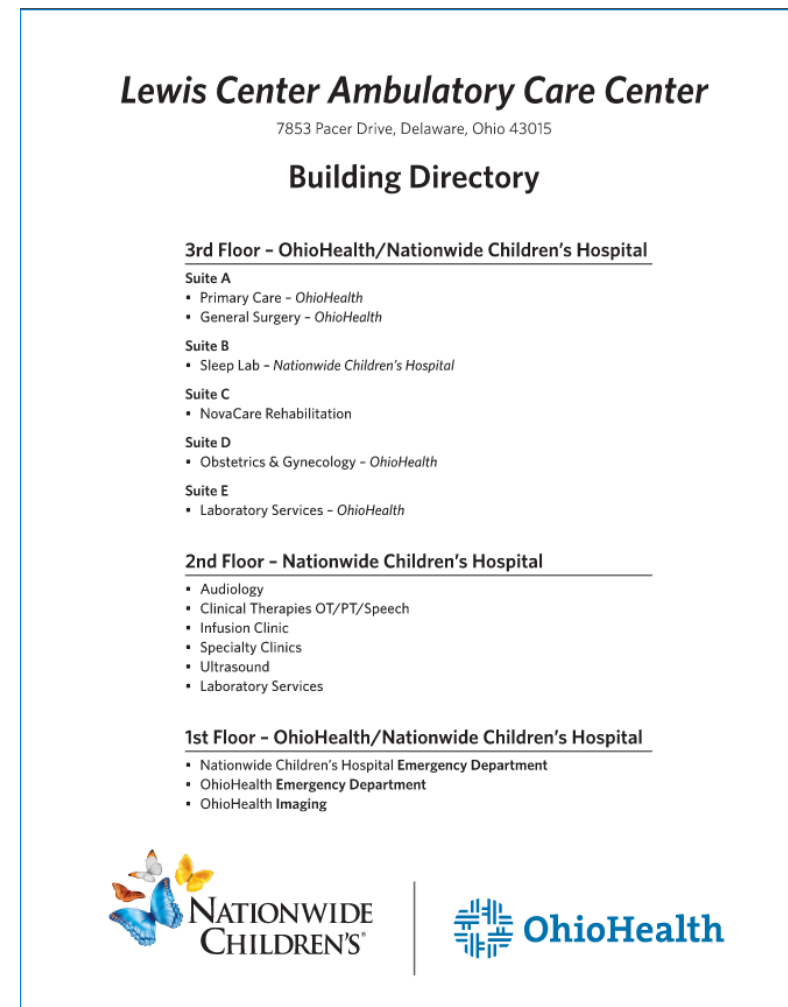 Lewis Center Ambulatory Care Center
7853 Pacer Drive, Delaware, Ohio 43015
Building Directory
3rd Floor – OhioHealth/Nationwide Children's Hospital
Suite A
• Primary Care – OhioHealth
• General Surgery – OhioHealth
Suite B
• Sleep Lab – Nationwide Children's Hospital
Suite C
• NovaCare Rehabilitation
Suite D
• Obstetrics & Gynecology – OhioHealth
Suite E
• Laboratory Services – OhioHealth
2nd Floor – Nationwide Children's Hospital
• Audiology
• Clinical Therapies OT/PT/Speech
• Infusion Clinic
• Specialty Clinics
• Ultrasound
• Laboratory Services
1st Floor – OhioHealth/Nationwide Children's Hospital
• Nationwide Children's Hospital Emergency Department
• OhioHealth Emergency Department
• OhioHealth Imaging
NATIONWIDE
CHILDREN'S®
OhioHealth